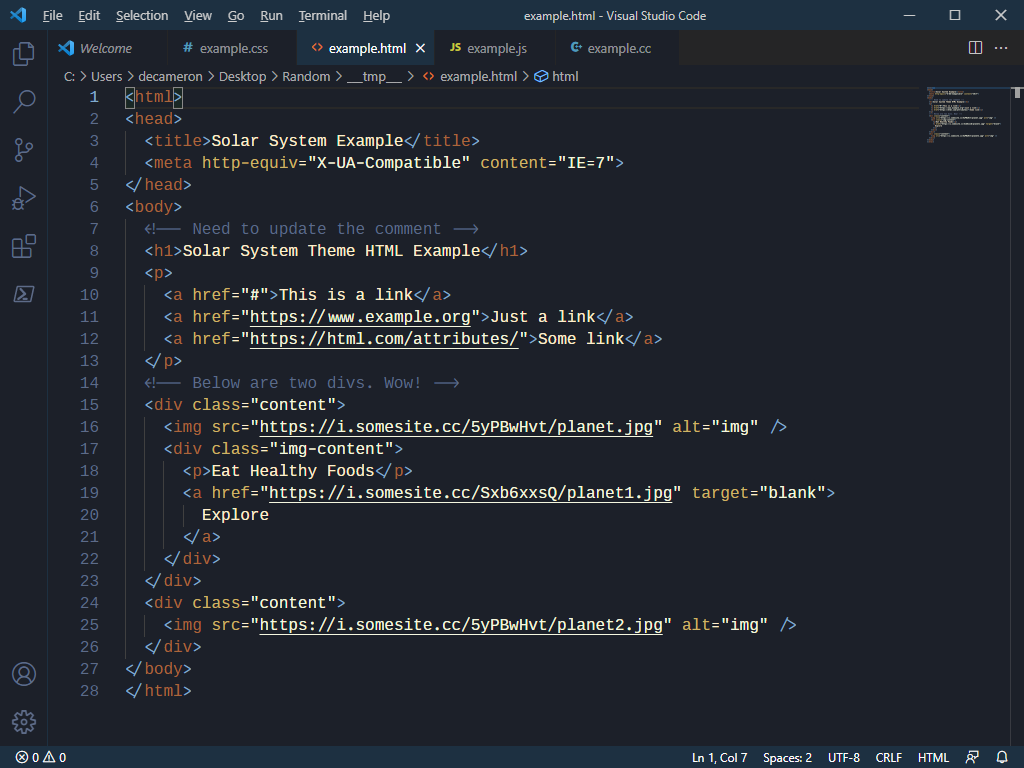 File Edit Selection View Go Run Terminal Help example.html - Visual Studio Code
Welcome # example.css <> example.html JS example.js C+ example.cc
C: > Users > decameron > Desktop > Random > __tmp__ > <> example.html > html
1 <html>
2 <head>
3 <title>Solar System Example</title>
4 <meta http-equiv="X-UA-Compatible" content="IE=7">
5 </head>
6 <body>
7 <!-- Need to update the comment -->
8 <h1>Solar System Theme HTML Example</h1>
9 <p>
10 <a href="#">This is a link</a>
11 <a href="https://www.example.org">Just a link</a>
12 <a href="https://html.com/attributes/">Some link</a>
13 </p>
14 <!-- Below are two divs. Wow! -->
15 <div class="content">
16 <img src="https://i.somesite.cc/5yPBwHvt/planet.jpg" alt="img" />
17 <div class="img-content">
18 <p>Eat Healthy Foods</p>
19 <a href="https://i.somesite.cc/Sxb6xxsQ/planet1.jpg" target="blank">
20 Explore
21 </a>
22 </div>
23 </div>
24 <div class="content">
25 <img src="https://i.somesite.cc/5yPBwHvt/planet2.jpg" alt="img" />
26 </div>
27 </body>
28 </html>
0 0 Ln 1, Col 7 Spaces: 2 UTF-8 CRLF HTML